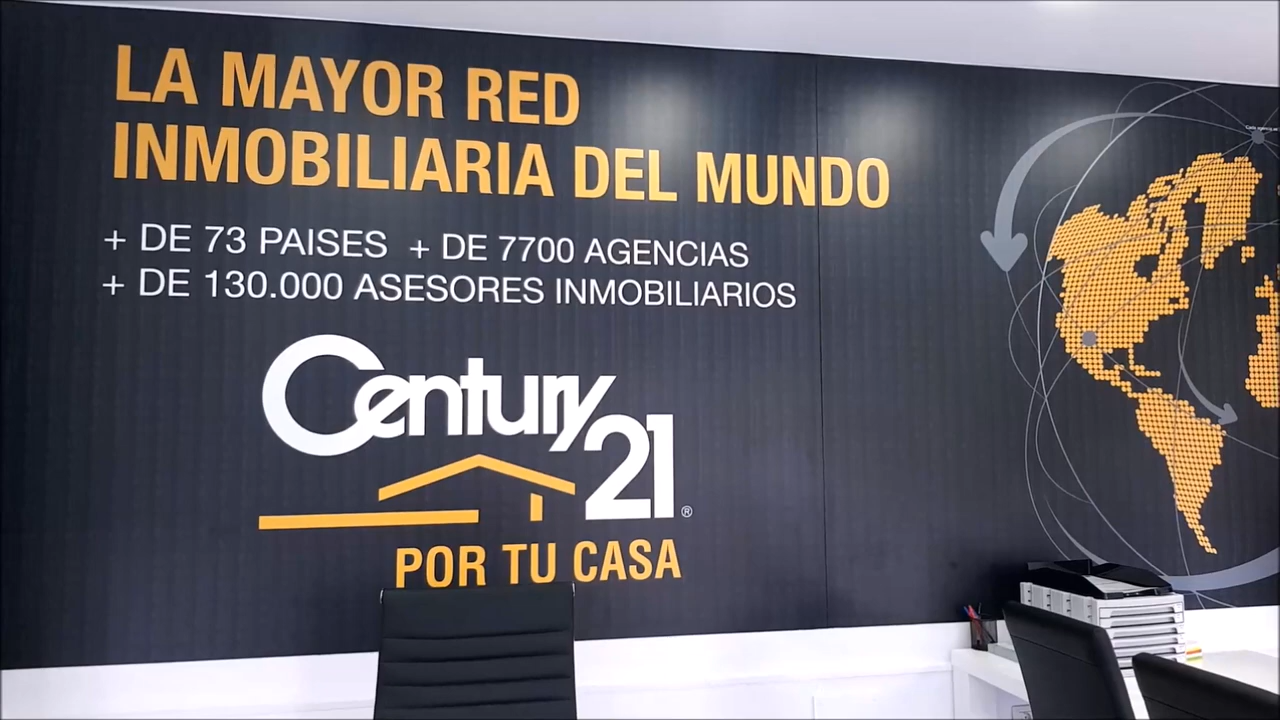 LA MAYOR RED
INMOBILIARIA DEL MUNDO
+ DE 73 PAISES + DE 7700 AGENCIAS
+ DE 130.000 ASESORES INMOBILIARIOS
Century
21®
POR TU CASA